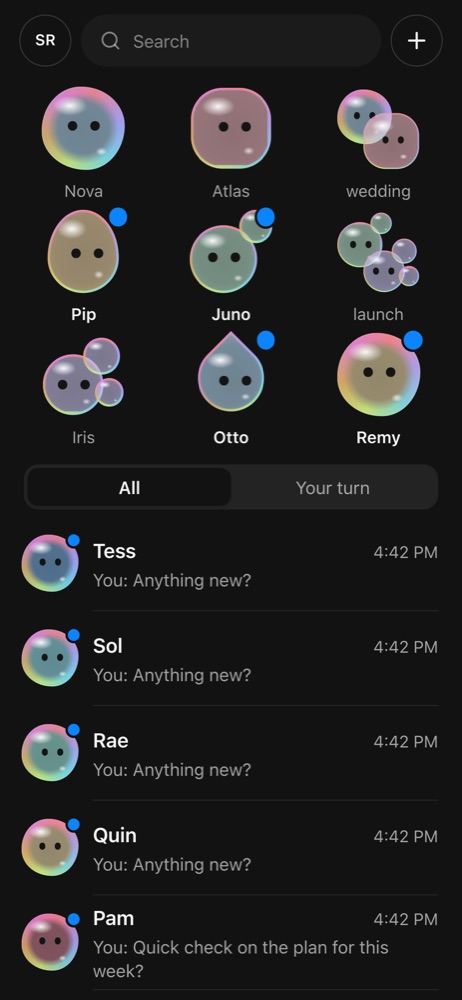 SR
Search
Nova
Atlas
wedding
Pip
Juno
launch
Iris
Otto
Remy
All
Your turn
Tess
4:42 PM
You: Anything new?
Sol
4:42 PM
You: Anything new?
Rae
4:42 PM
You: Anything new?
Quin
4:42 PM
You: Anything new?
Pam
4:42 PM
You: Quick check on the plan for this
week?